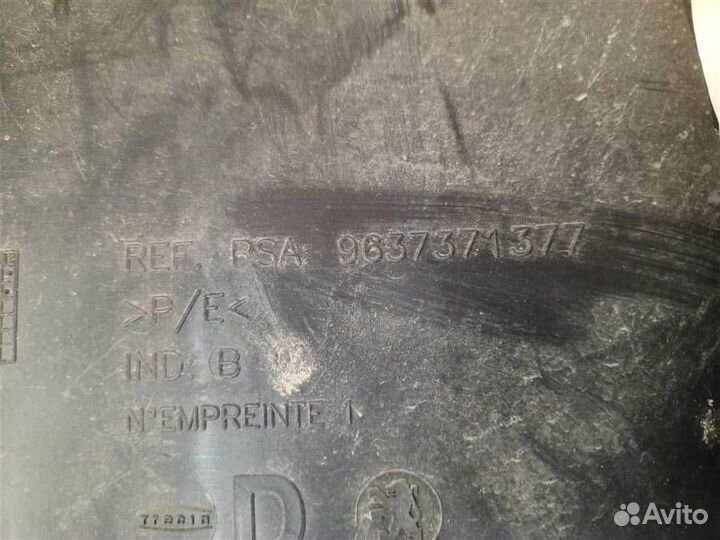 REF. PSA: 9637371377
>P/E<
IND: B
N°EMPREINTE 1
D
Avito